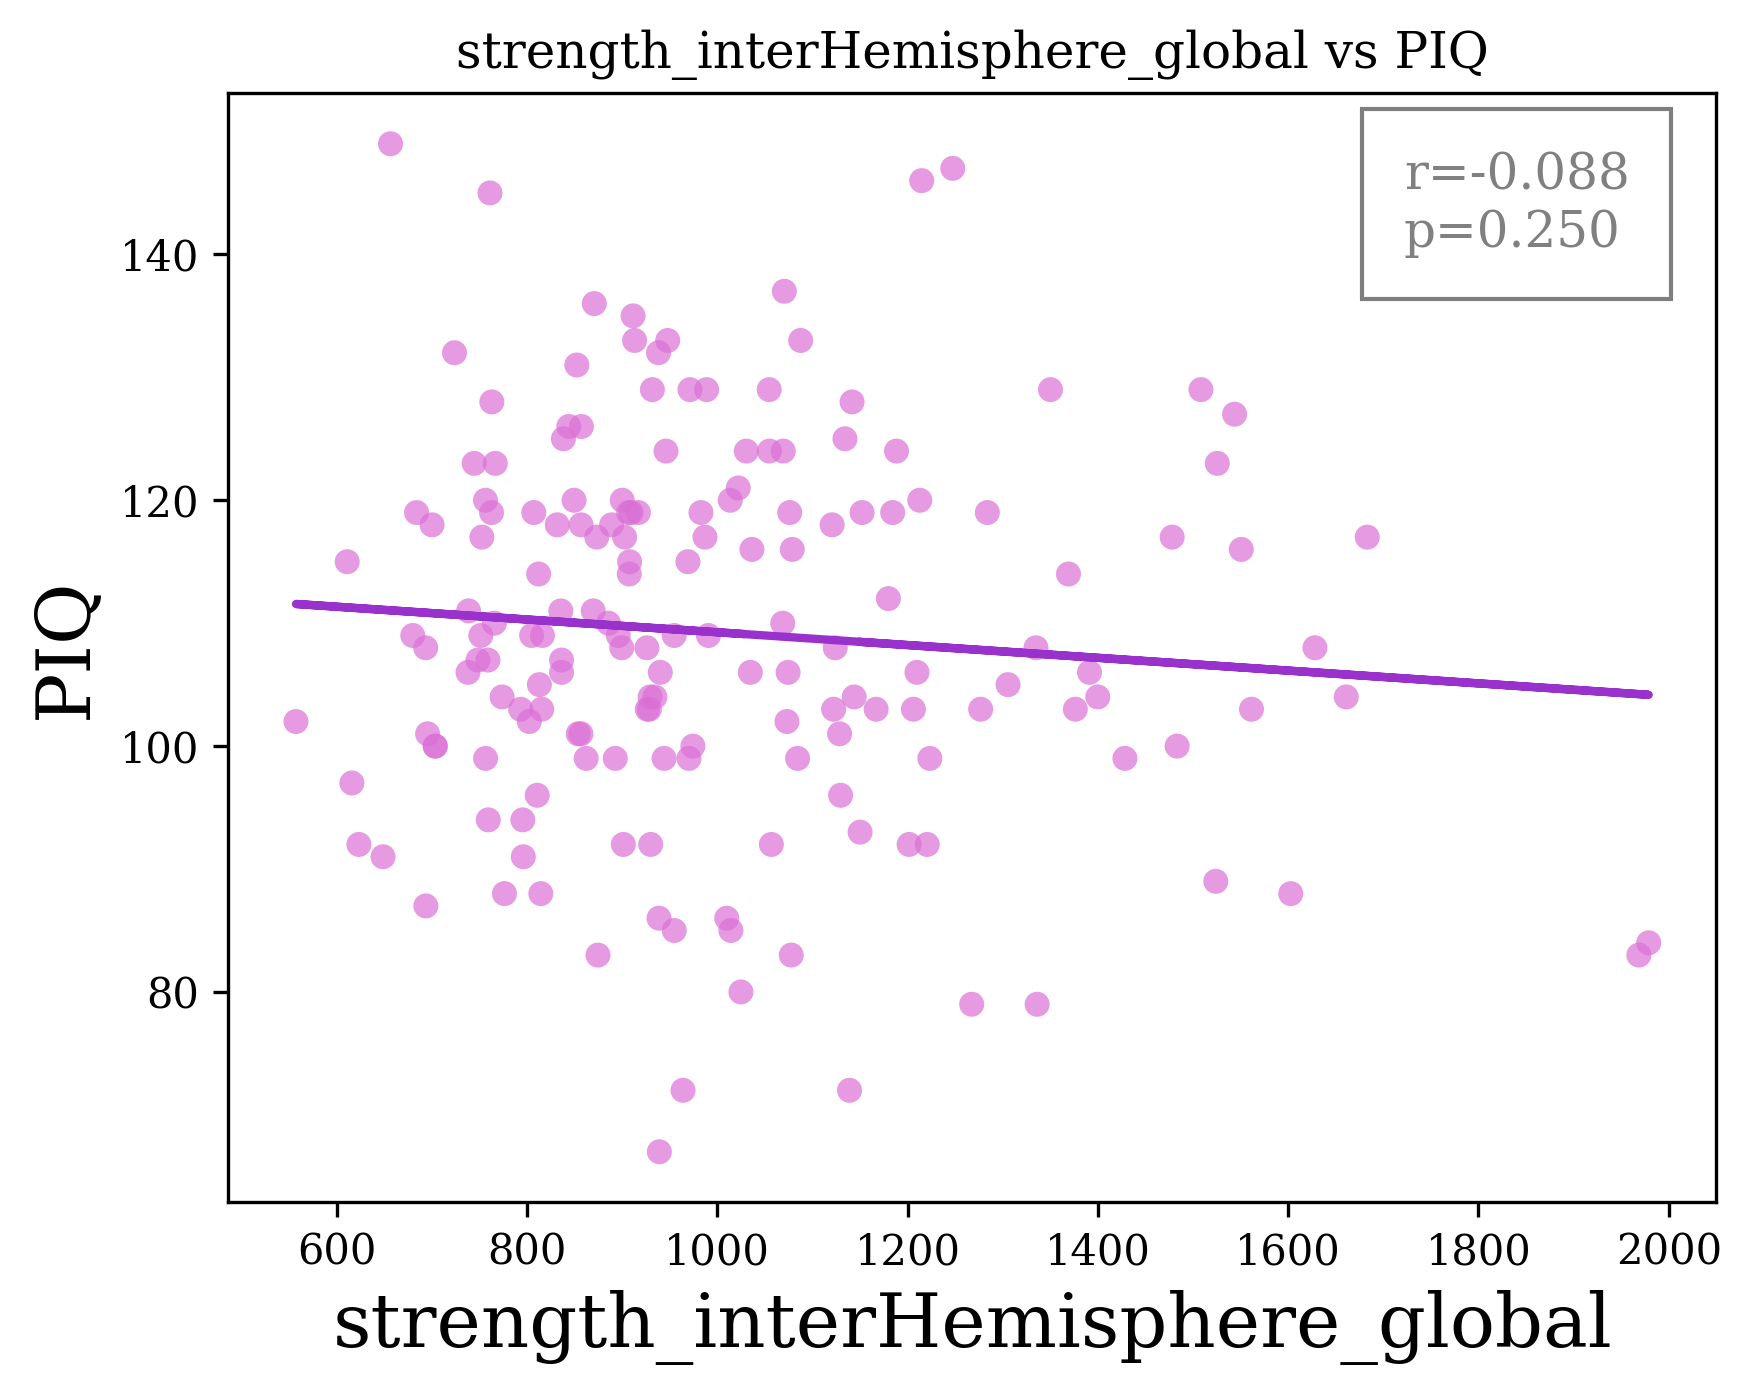 strength_interHemisphere_global vs PIQ
r=-0.088
p=0.250
PIQ
140
120
100
80
600 800 1000 1200 1400 1600 1800 2000
strength_interHemisphere_global